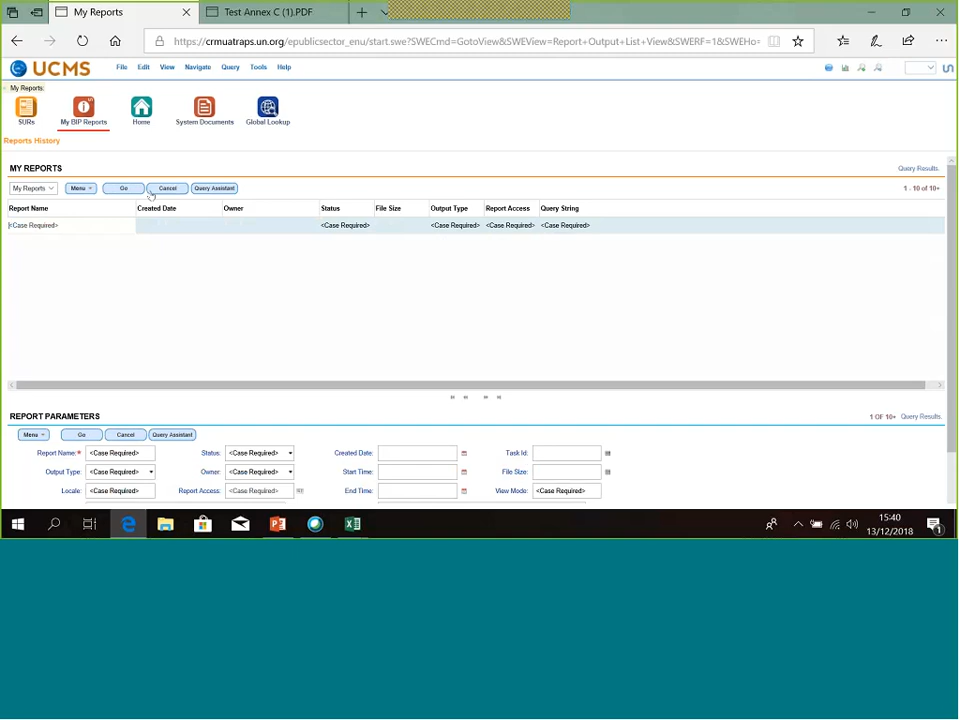 My Reports
Test Annex C (1).PDF
https://crmuatraps.un.org/epublicsector_enu/start.swe?SWECmd=GotoView&SWEView=Report+Output+List+View&SWERF=1&SWEHo=
UCMS File Edit View Navigate Query Tools Help
My Reports:
SURs My BIP Reports Home System Documents Global Lookup
Reports History
MY REPORTS Query Results.
My Reports Menu Go Cancel Query Assistant 1 - 10 of 10+
Report Name Created Date Owner Status File Size Output Type Report Access Query String
<Case Required> <Case Required> <Case Required> <Case Required> <Case Required>
REPORT PARAMETERS 1 OF 10+ Query Results.
Menu Go Cancel Query Assistant
Report Name:* <Case Required> Status: <Case Required> Created Date: Task Id:
Output Type: <Case Required> Owner: <Case Required> Start Time: File Size:
Locale: <Case Required> Report Access: <Case Required> End Time: View Mode: <Case Required>
15:40
13/12/2018
1